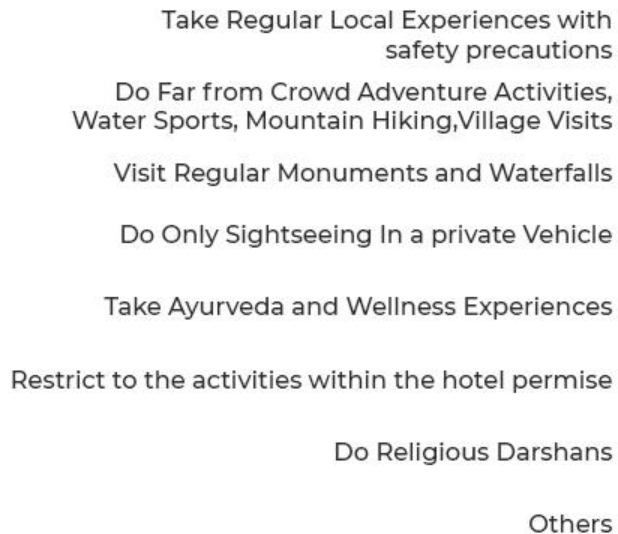 Take Regular Local Experiences with
safety precautions
Do Far from Crowd Adventure Activities,
Water Sports, Mountain Hiking,Village Visits
Visit Regular Monuments and Waterfalls
Do Only Sightseeing In a private Vehicle
Take Ayurveda and Wellness Experiences
Restrict to the activities within the hotel permise
Do Religious Darshans
Others